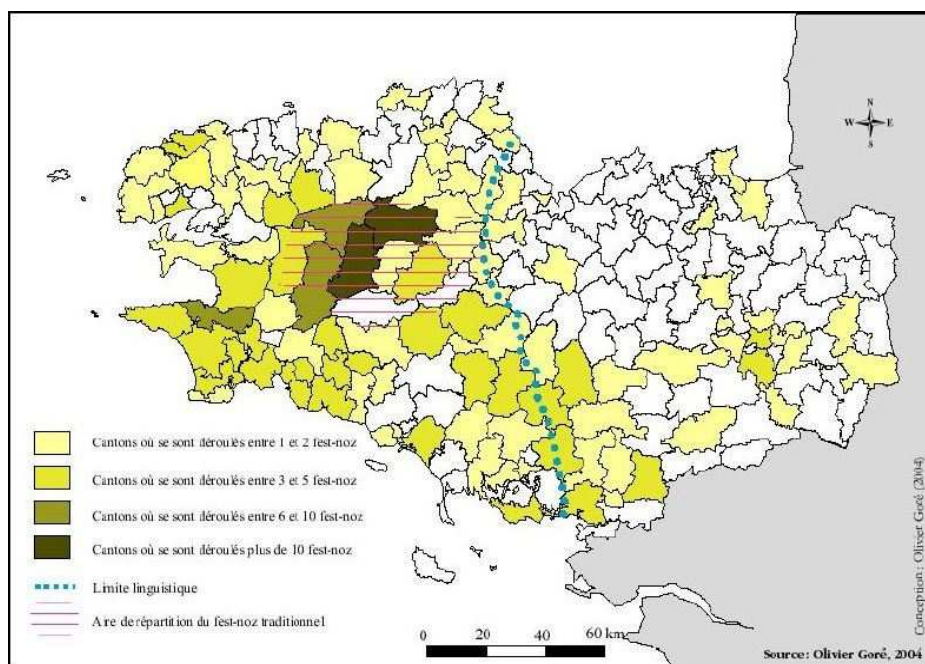 N
W E
S
Cantons où se sont déroulés entre 1 et 2 fest-noz
Cantons où se sont déroulés entre 3 et 5 fest-noz
Cantons où se sont déroulés entre 6 et 10 fest-noz
Cantons où se sont déroulés plus de 10 fest-noz
Limite linguistique
Aire de répartition du fest-noz traditionnel
0 20 40 60 km
Conception : Olivier Goré (2004)
Source : Olivier Goré, 2004